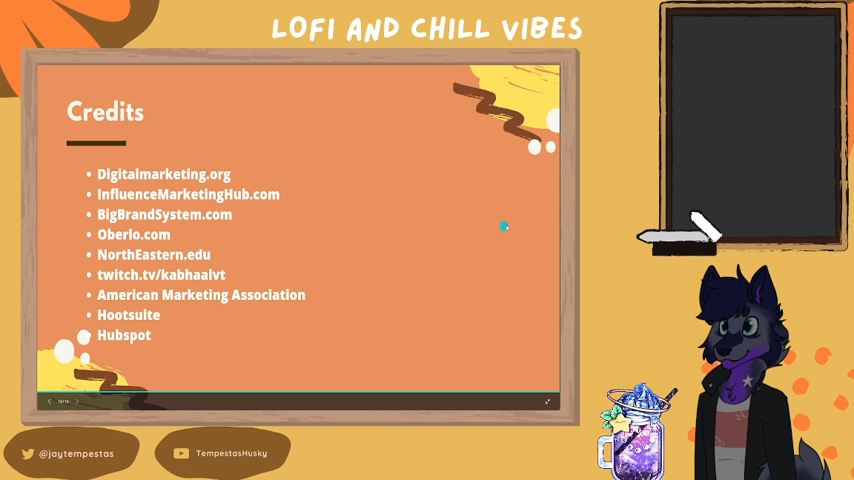 LOFI AND CHILL VIBES
Credits
• Digitalmarketing.org
• InfluenceMarketingHub.com
• BigBrandSystem.com
• Oberlo.com
• NorthEastern.edu
• twitch.tv/kabhaalvt
• American Marketing Association
• Hootsuite
• Hubspot
@jaytempestas
TempestasHusky